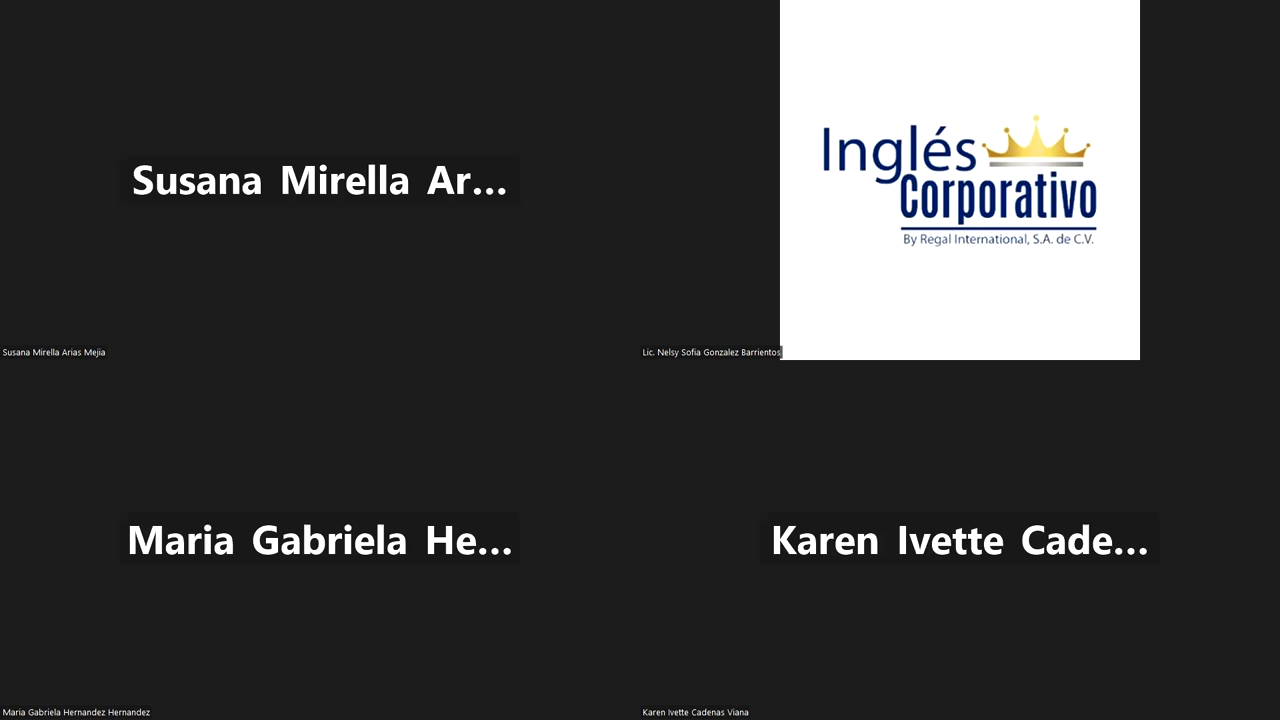 Susana Mirella Ar...
Susana Mirella Arias Mejia
Inglés
Corporativo
By Regal International, S.A. de C.V.
Lic. Nelsy Sofia Gonzalez Barrientos
Maria Gabriela He...
Maria Gabriela Hernandez Hernandez
Karen Ivette Cade...
Karen Ivette Cadenas Viana